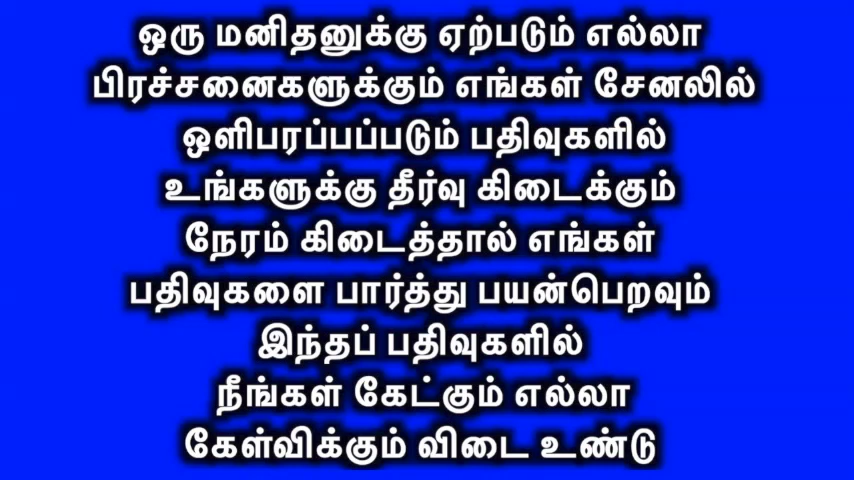 ஒரு மனிதனுக்கு ஏற்படும் எல்லா
பிரச்சனைகளுக்கும் எங்கள் சேனலில்
ஒளிபரப்பப்படும் பதிவுகளில்
உங்களுக்கு தீர்வு கிடைக்கும்
நேரம் கிடைத்தால் எங்கள்
பதிவுகளை பார்த்து பயன்பெறவும்
இந்தப் பதிவுகளில்
நீங்கள் கேட்கும் எல்லா
கேள்விக்கும் விடை உண்டு